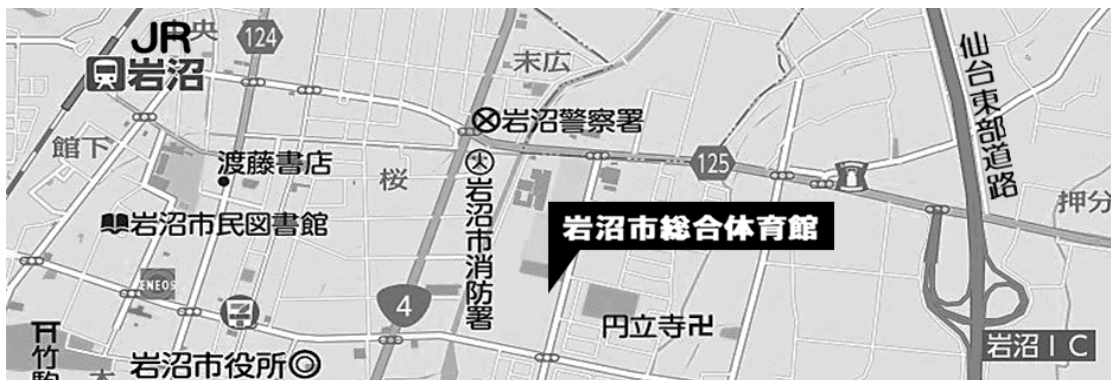 JR
岩沼
央
124
末広
仙台東部道路
岩沼警察署
館下
渡藤書店
桜
岩沼市消防署
125
押分
岩沼市民図書館
岩沼市総合体育館
ENEOS
7
4
円立寺
竹駒
本
岩沼市役所
岩沼IC